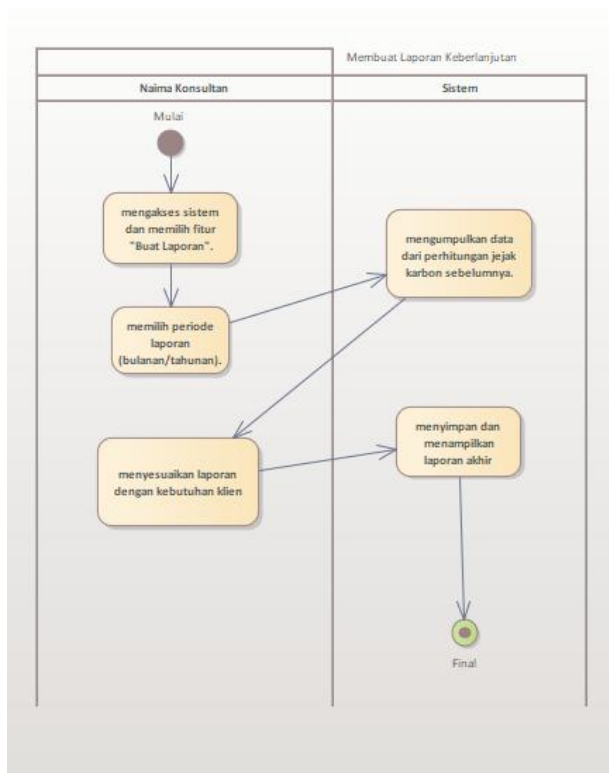 Membuat Laporan Keberlanjutan
Naima Konsultan
Sistem
Mulai
mengakses sistem
dan memilih fitur
"Buat Laporan".
mengumpulkan data
dari perhitungan jejak
karbon sebelumnya.
memilih periode
laporan
(bulanan/tahunan).
menyesuaikan laporan
dengan kebutuhan klien
menyimpan dan
menampilkan
laporan akhir
Final